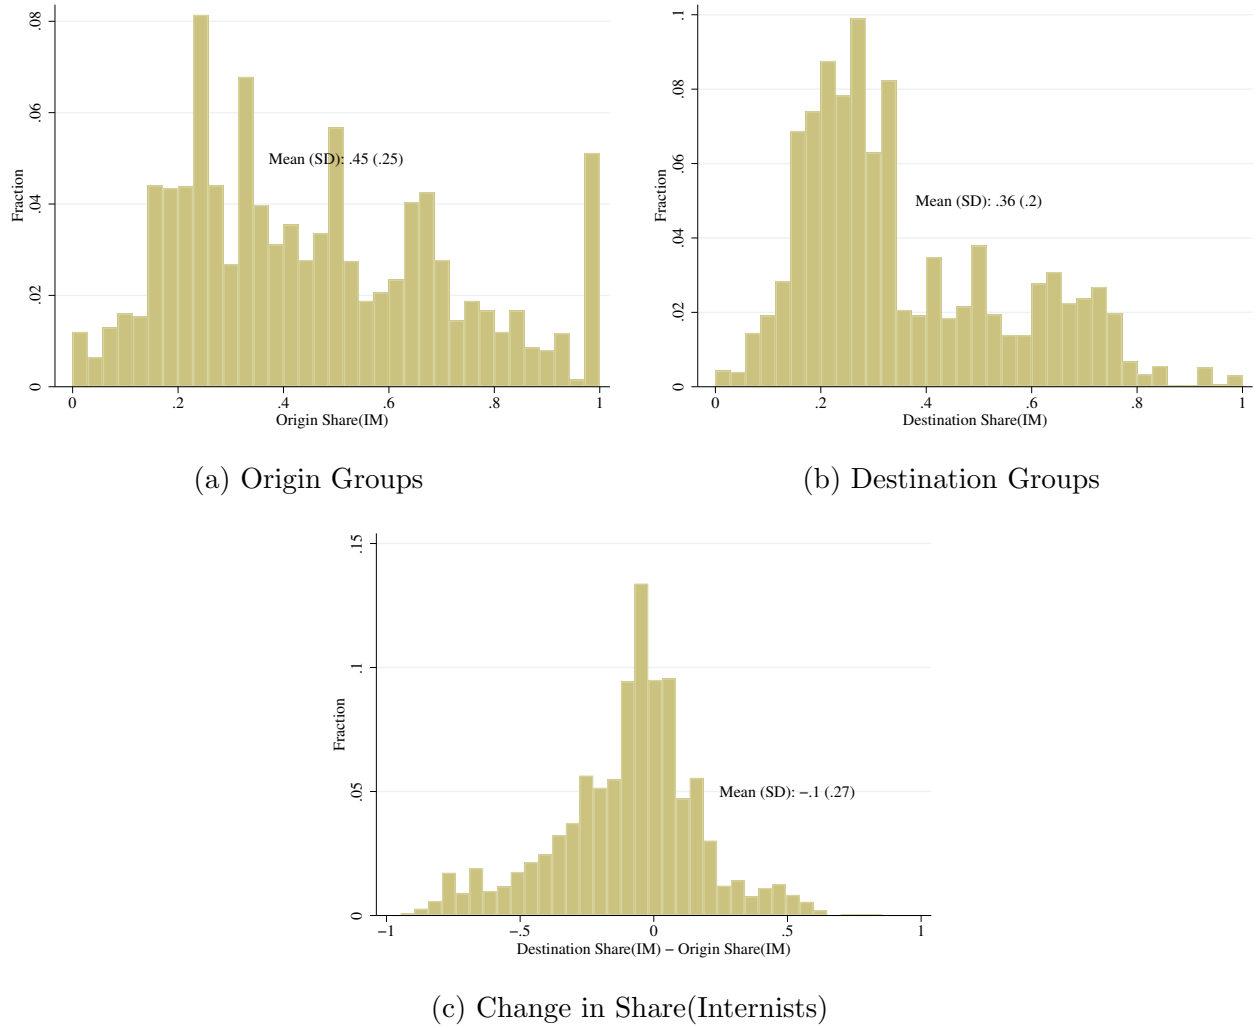 .08
.06
.04
.02
0
Fraction
Mean (SD): .45 (.25)
0 .2 .4 .6 .8 1
Origin Share(IM)
(a) Origin Groups
.1
.08
.06
.04
.02
0
Fraction
Mean (SD): .36 (.2)
0 .2 .4 .6 .8 1
Destination Share(IM)
(b) Destination Groups
.15
.1
.05
0
Fraction
Mean (SD): −.1 (.27)
−1 −.5 0 .5 1
Destination Share(IM) − Origin Share(IM)
(c) Change in Share(Internists)